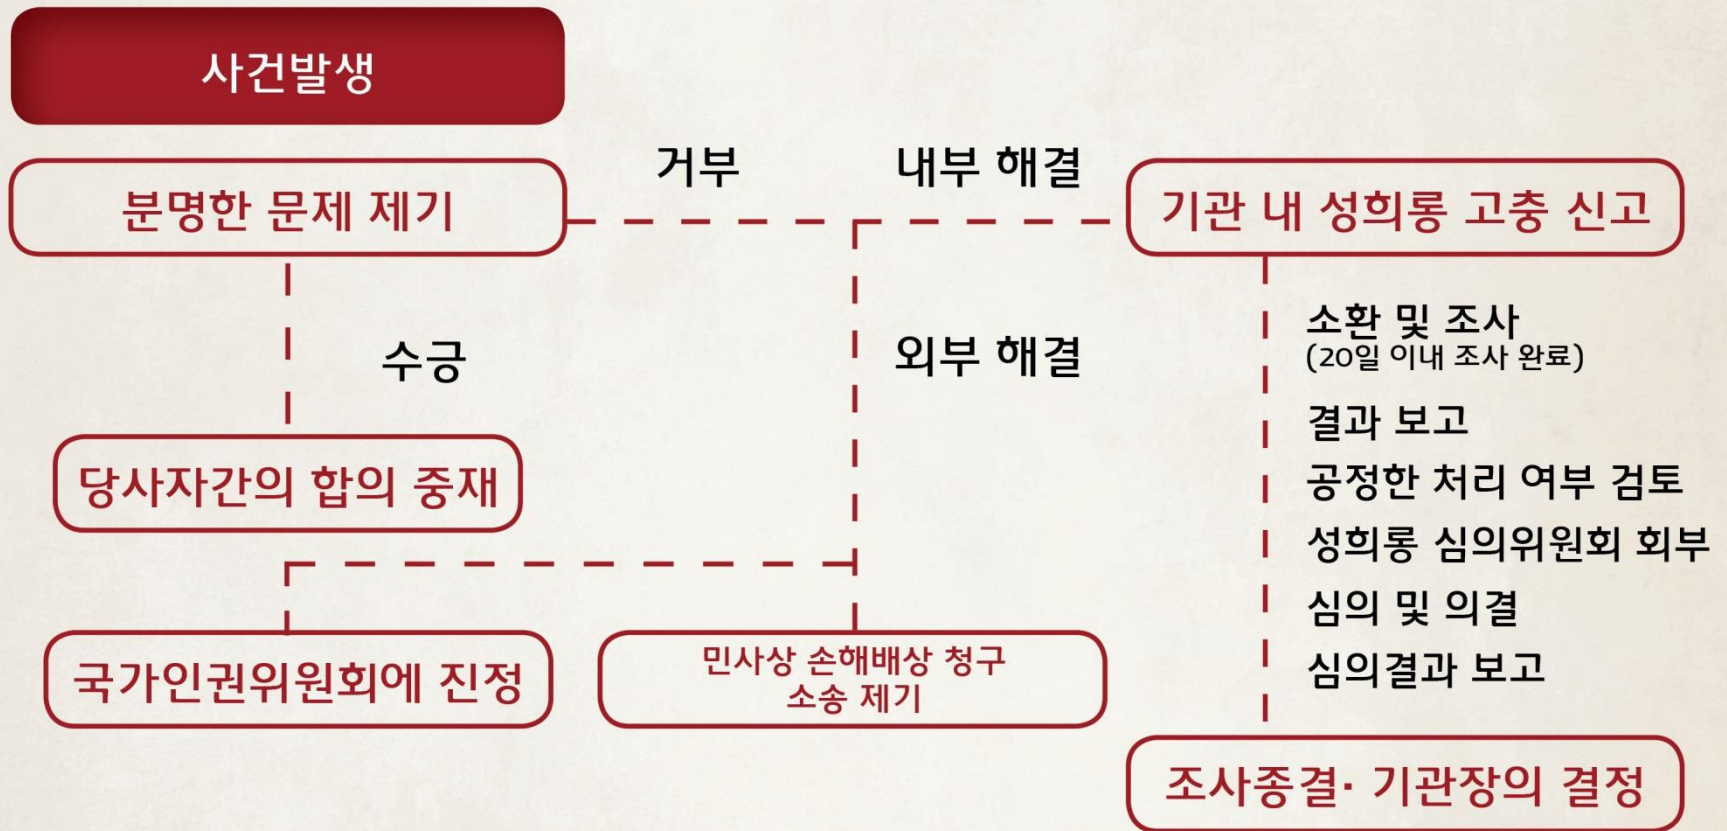 사건발생
분명한 문제 제기
거부
내부 해결
기관 내 성희롱 고충 신고
수긍
외부 해결
당사자간의 합의 중재
국가인권위원회에 진정
민사상 손해배상 청구
소송 제기
소환 및 조사
(20일 이내 조사 완료)
결과 보고
공정한 처리 여부 검토
성희롱 심의위원회 회부
심의 및 의결
심의결과 보고
조사종결· 기관장의 결정